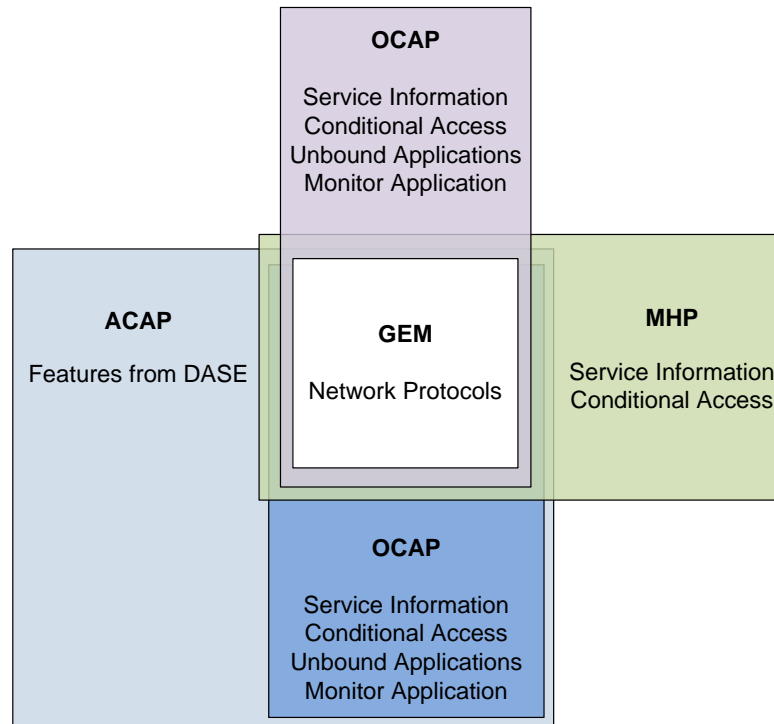 OCAP
Service Information
Conditional Access
Unbound Applications
Monitor Application
ACAP
Features from DASE
GEM
Network Protocols
MHP
Service Information
Conditional Access
OCAP
Service Information
Conditional Access
Unbound Applications
Monitor Application